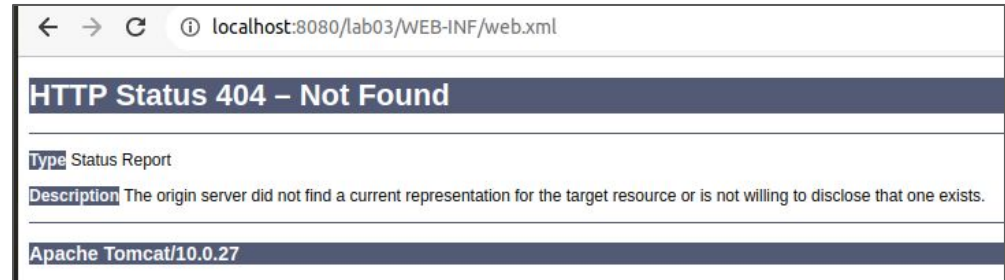 localhost:8080/lab03/WEB-INF/web.xml
HTTP Status 404 – Not Found
Type Status Report
Description The origin server did not find a current representation for the target resource or is not willing to disclose that one exists.
Apache Tomcat/10.0.27